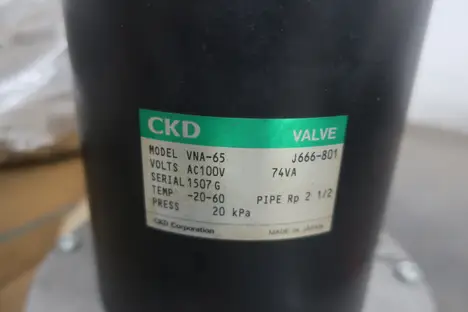 CKD VALVE
MODEL VNA-65 J666-801
VOLTS AC100V 74VA
SERIAL 1507G
TEMP -20-60 PIPE Rp 2 1/2
PRESS 20 kPa
CKD Corporation MADE IN JAPAN